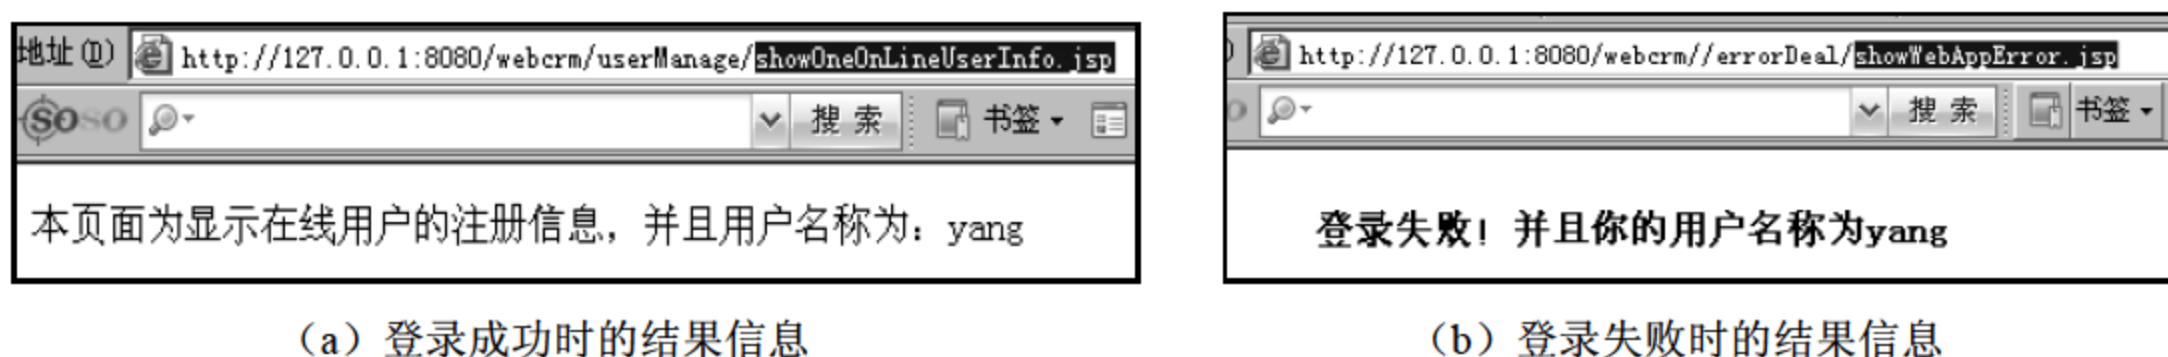 地址(D) http://127.0.0.1:8080/webcrm/userManage/showOneOnLineUserInfo.jsp
SOSO 搜索 书签
本页面为显示在线用户的注册信息，并且用户名称为：yang
(a) 登录成功时的结果信息
) http://127.0.0.1:8080/webcrm//errorDeal/showWebAppError.jsp
搜索 书签
登录失败！并且你的用户名称为yang
(b) 登录失败时的结果信息